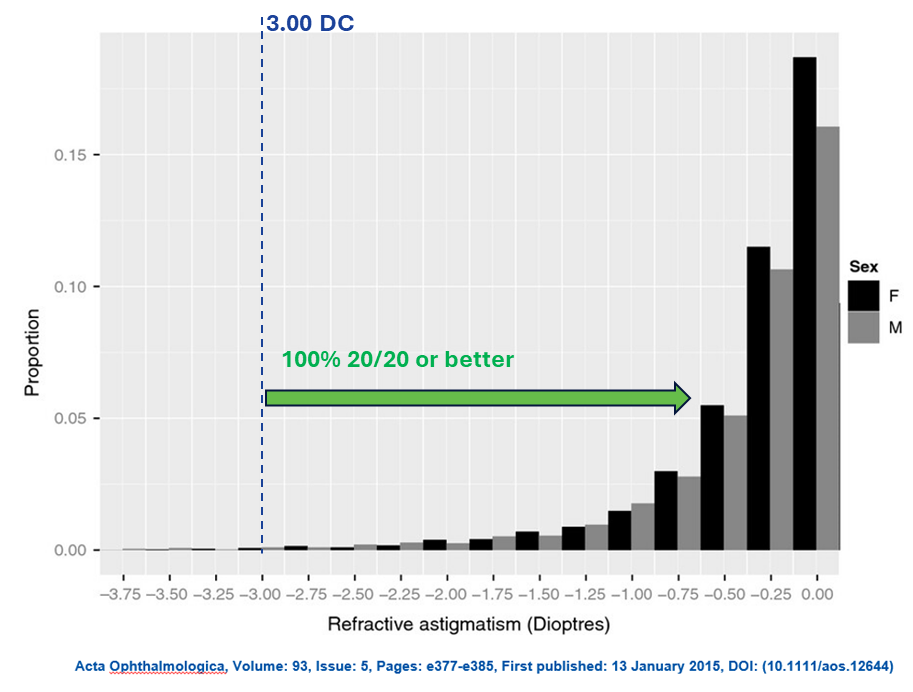 3.00 DC
0.15
0.10
0.05
0.00
Proportion
100% 20/20 or better
Sex
F
M
−3.75 −3.50 −3.25 −3.00 −2.75 −2.50 −2.25 −2.00 −1.75 −1.50 −1.25 −1.00 −0.75 −0.50 −0.25 0.00
Refractive astigmatism (Dioptres)
Acta Ophthalmologica, Volume: 93, Issue: 5, Pages: e377-e385, First published: 13 January 2015, DOI: (10.1111/aos.12644)